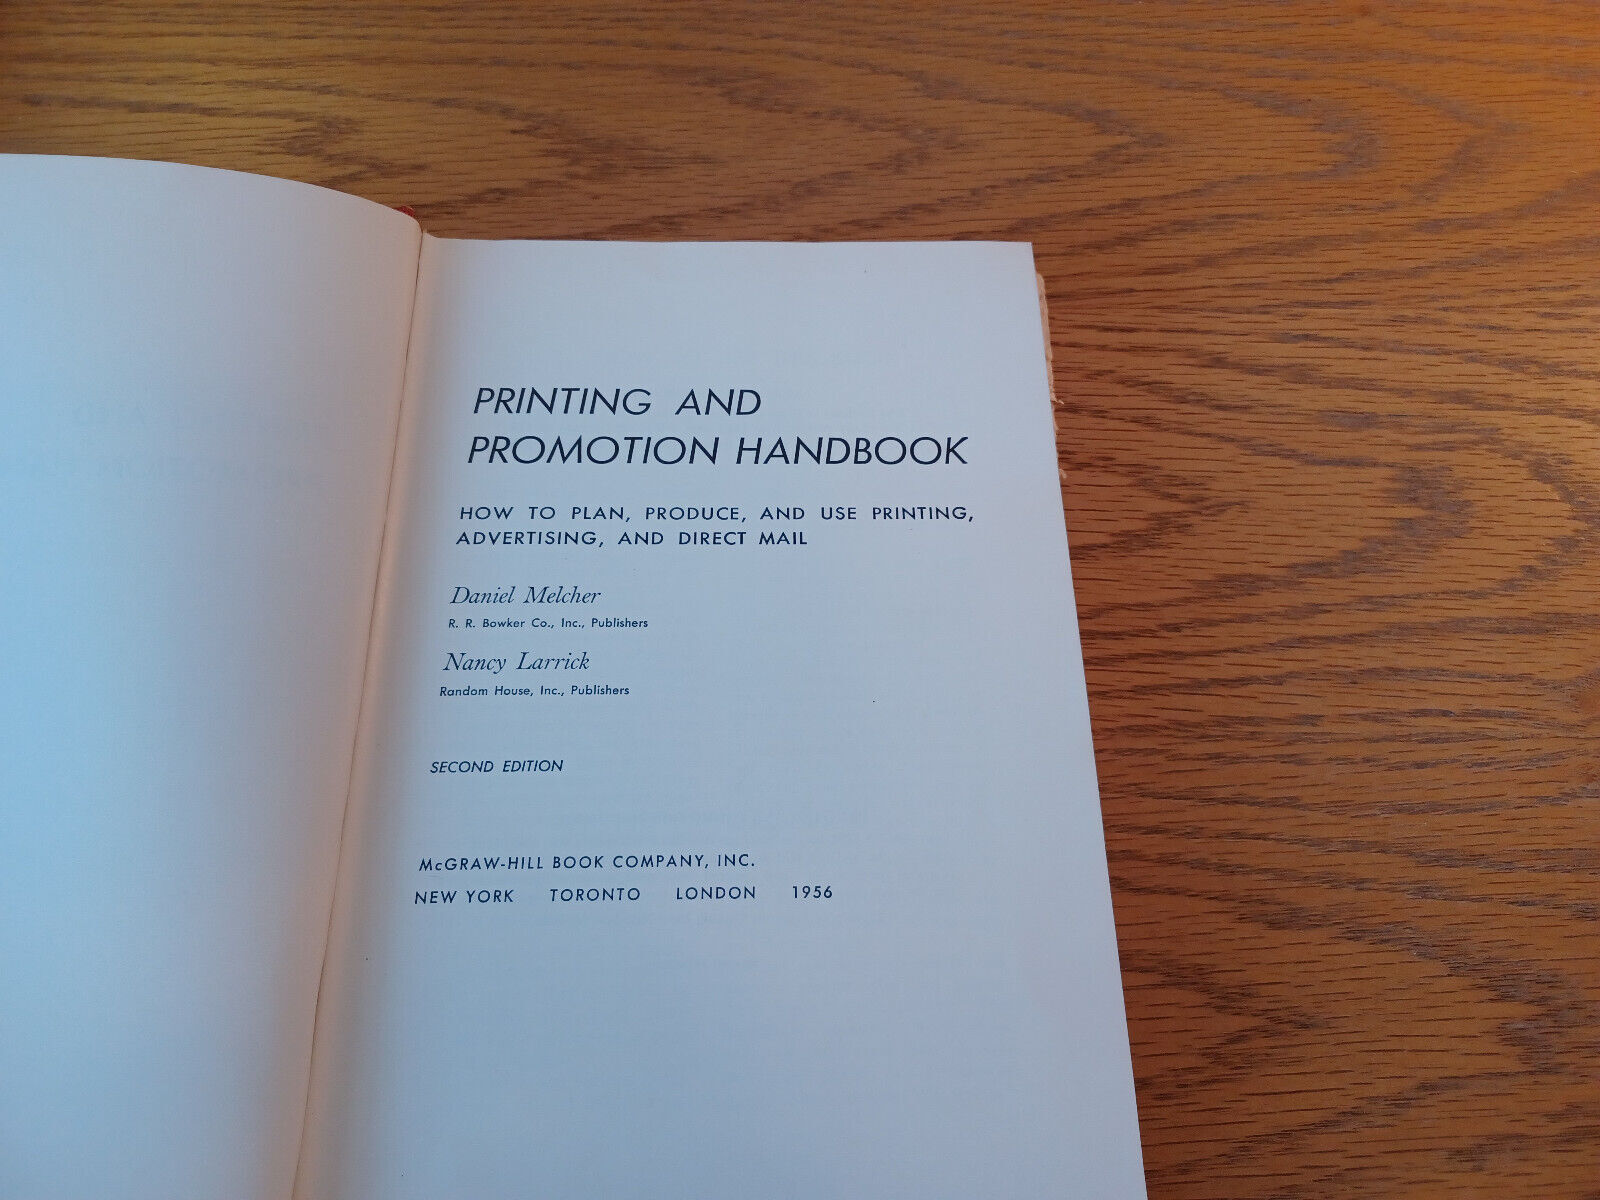 PRINTING AND
PROMOTION HANDBOOK
HOW TO PLAN, PRODUCE, AND USE PRINTING,
ADVERTISING, AND DIRECT MAIL
Daniel Melcher
R. R. Bowker Co., Inc., Publishers
Nancy Larrick
Random House, Inc., Publishers
SECOND EDITION
McGRAW-HILL BOOK COMPANY, INC.
NEW YORK TORONTO LONDON 1956